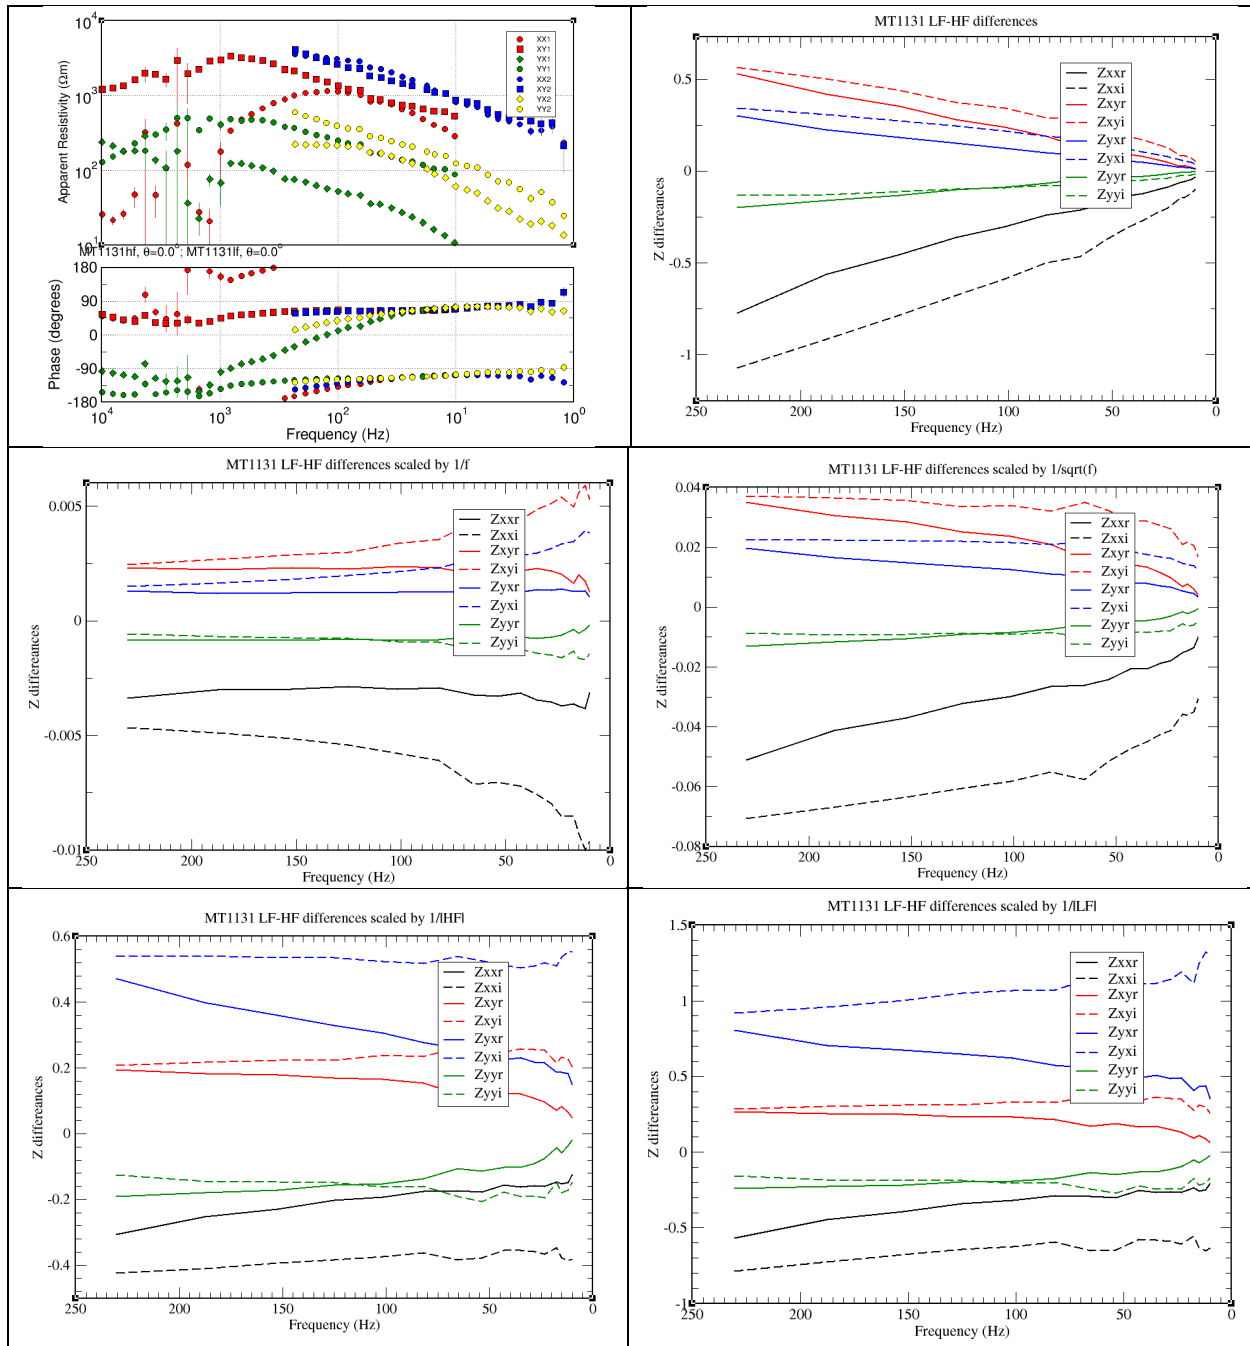 10^4
10^3
10^2
10^1
Apparent Resistivity (Ωm)
XX1
XY1
YX1
YY1
XX2
XY2
YX2
YY2
MT1131hf, θ=0.0°; MT1131lf, θ=0.0°
180
90
0
-90
-180
Phase (degrees)
10^4 10^3 10^2 10^1 10^0
Frequency (Hz)
MT1131 LF-HF differences
0.5
0
-0.5
-1
Z differeances
Zxxr
Zxxi
Zxyr
Zxyi
Zyxr
Zyxi
Zyyr
Zyyi
250 200 150 100 50 0
Frequency (Hz)
MT1131 LF-HF differences scaled by 1/f
0.005
0
-0.005
-0.01
Z differeances
Zxxr
Zxxi
Zxyr
Zxyi
Zyxr
Zyxi
Zyyr
Zyyi
250 200 150 100 50 0
Frequency (Hz)
MT1131 LF-HF differences scaled by 1/sqrt(f)
0.04
0.02
0
-0.02
-0.04
-0.06
-0.08
Z differeances
Zxxr
Zxxi
Zxyr
Zxyi
Zyxr
Zyxi
Zyyr
Zyyi
250 200 150 100 50 0
Frequency (Hz)
MT1131 LF-HF differences scaled by 1/|HF|
0.6
0.4
0.2
0
-0.2
-0.4
Z differeances
Zxxr
Zxxi
Zxyr
Zxyi
Zyxr
Zyxi
Zyyr
Zyyi
250 200 150 100 50 0
Frequency (Hz)
MT1131 LF-HF differences scaled by 1/|LF|
1.5
1
0.5
0
-0.5
-1
Z differeances
Zxxr
Zxxi
Zxyr
Zxyi
Zyxr
Zyxi
Zyyr
Zyyi
250 200 150 100 50 0
Frequency (Hz)